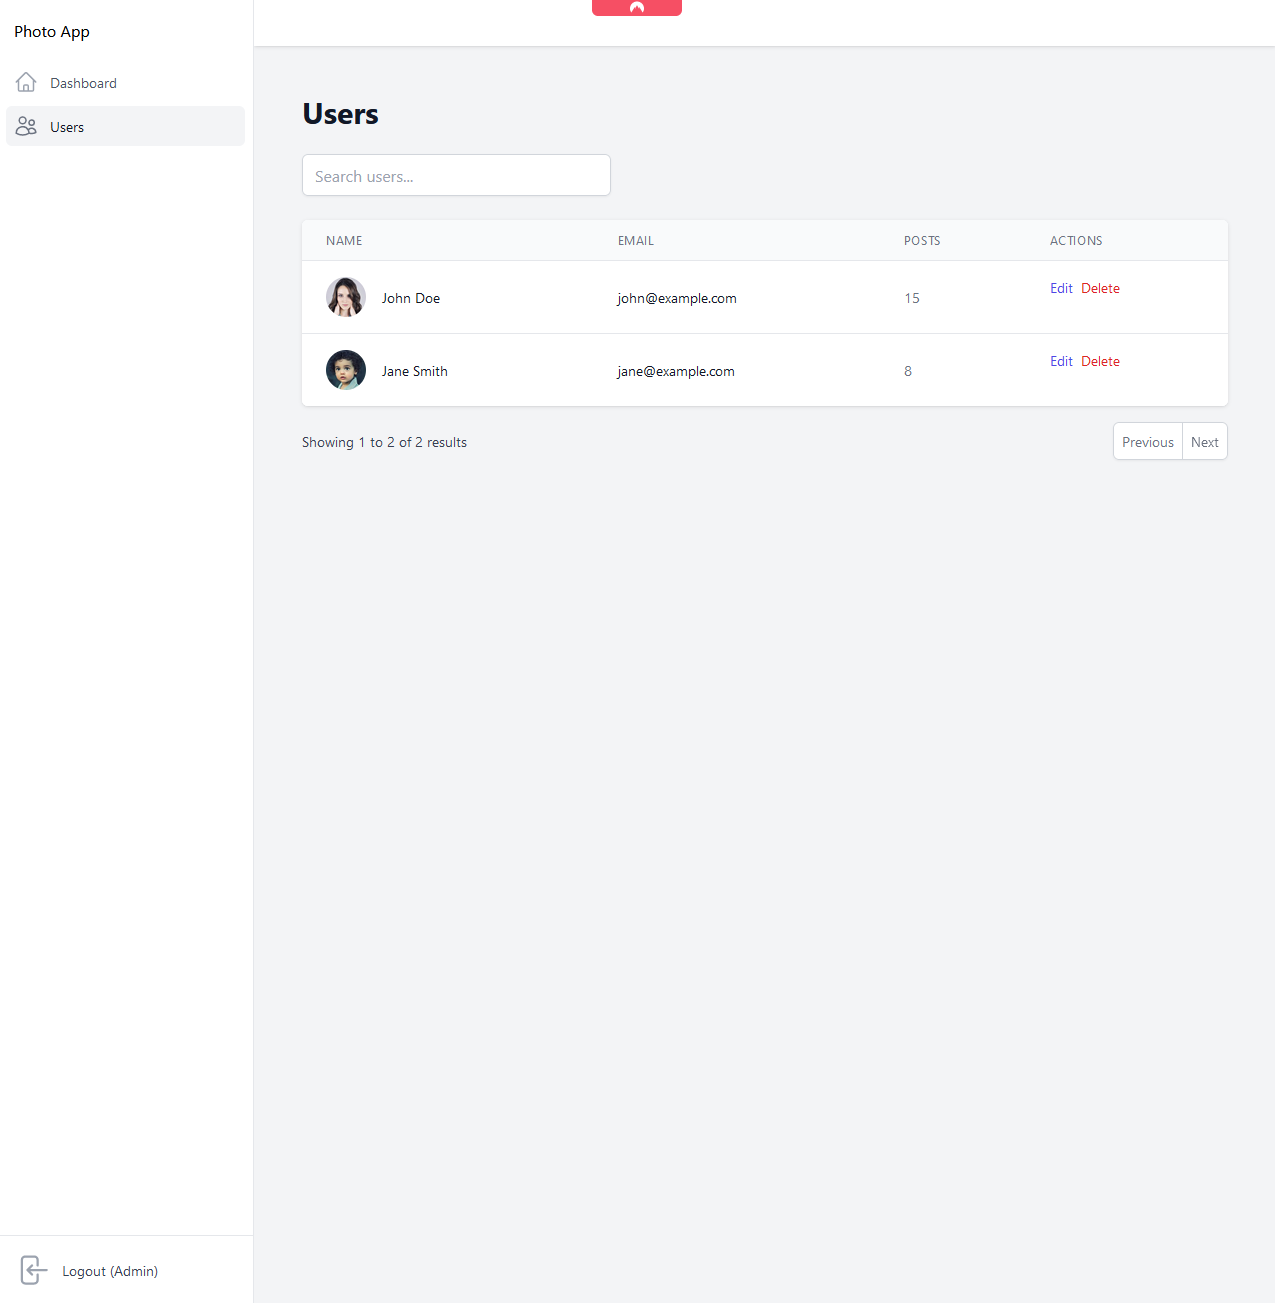 Photo App
Dashboard
Users
Logout (Admin)
Users
Search users...
NAME EMAIL POSTS ACTIONS
John Doe john@example.com 15 Edit Delete
Jane Smith jane@example.com 8 Edit Delete
Showing 1 to 2 of 2 results Previous Next